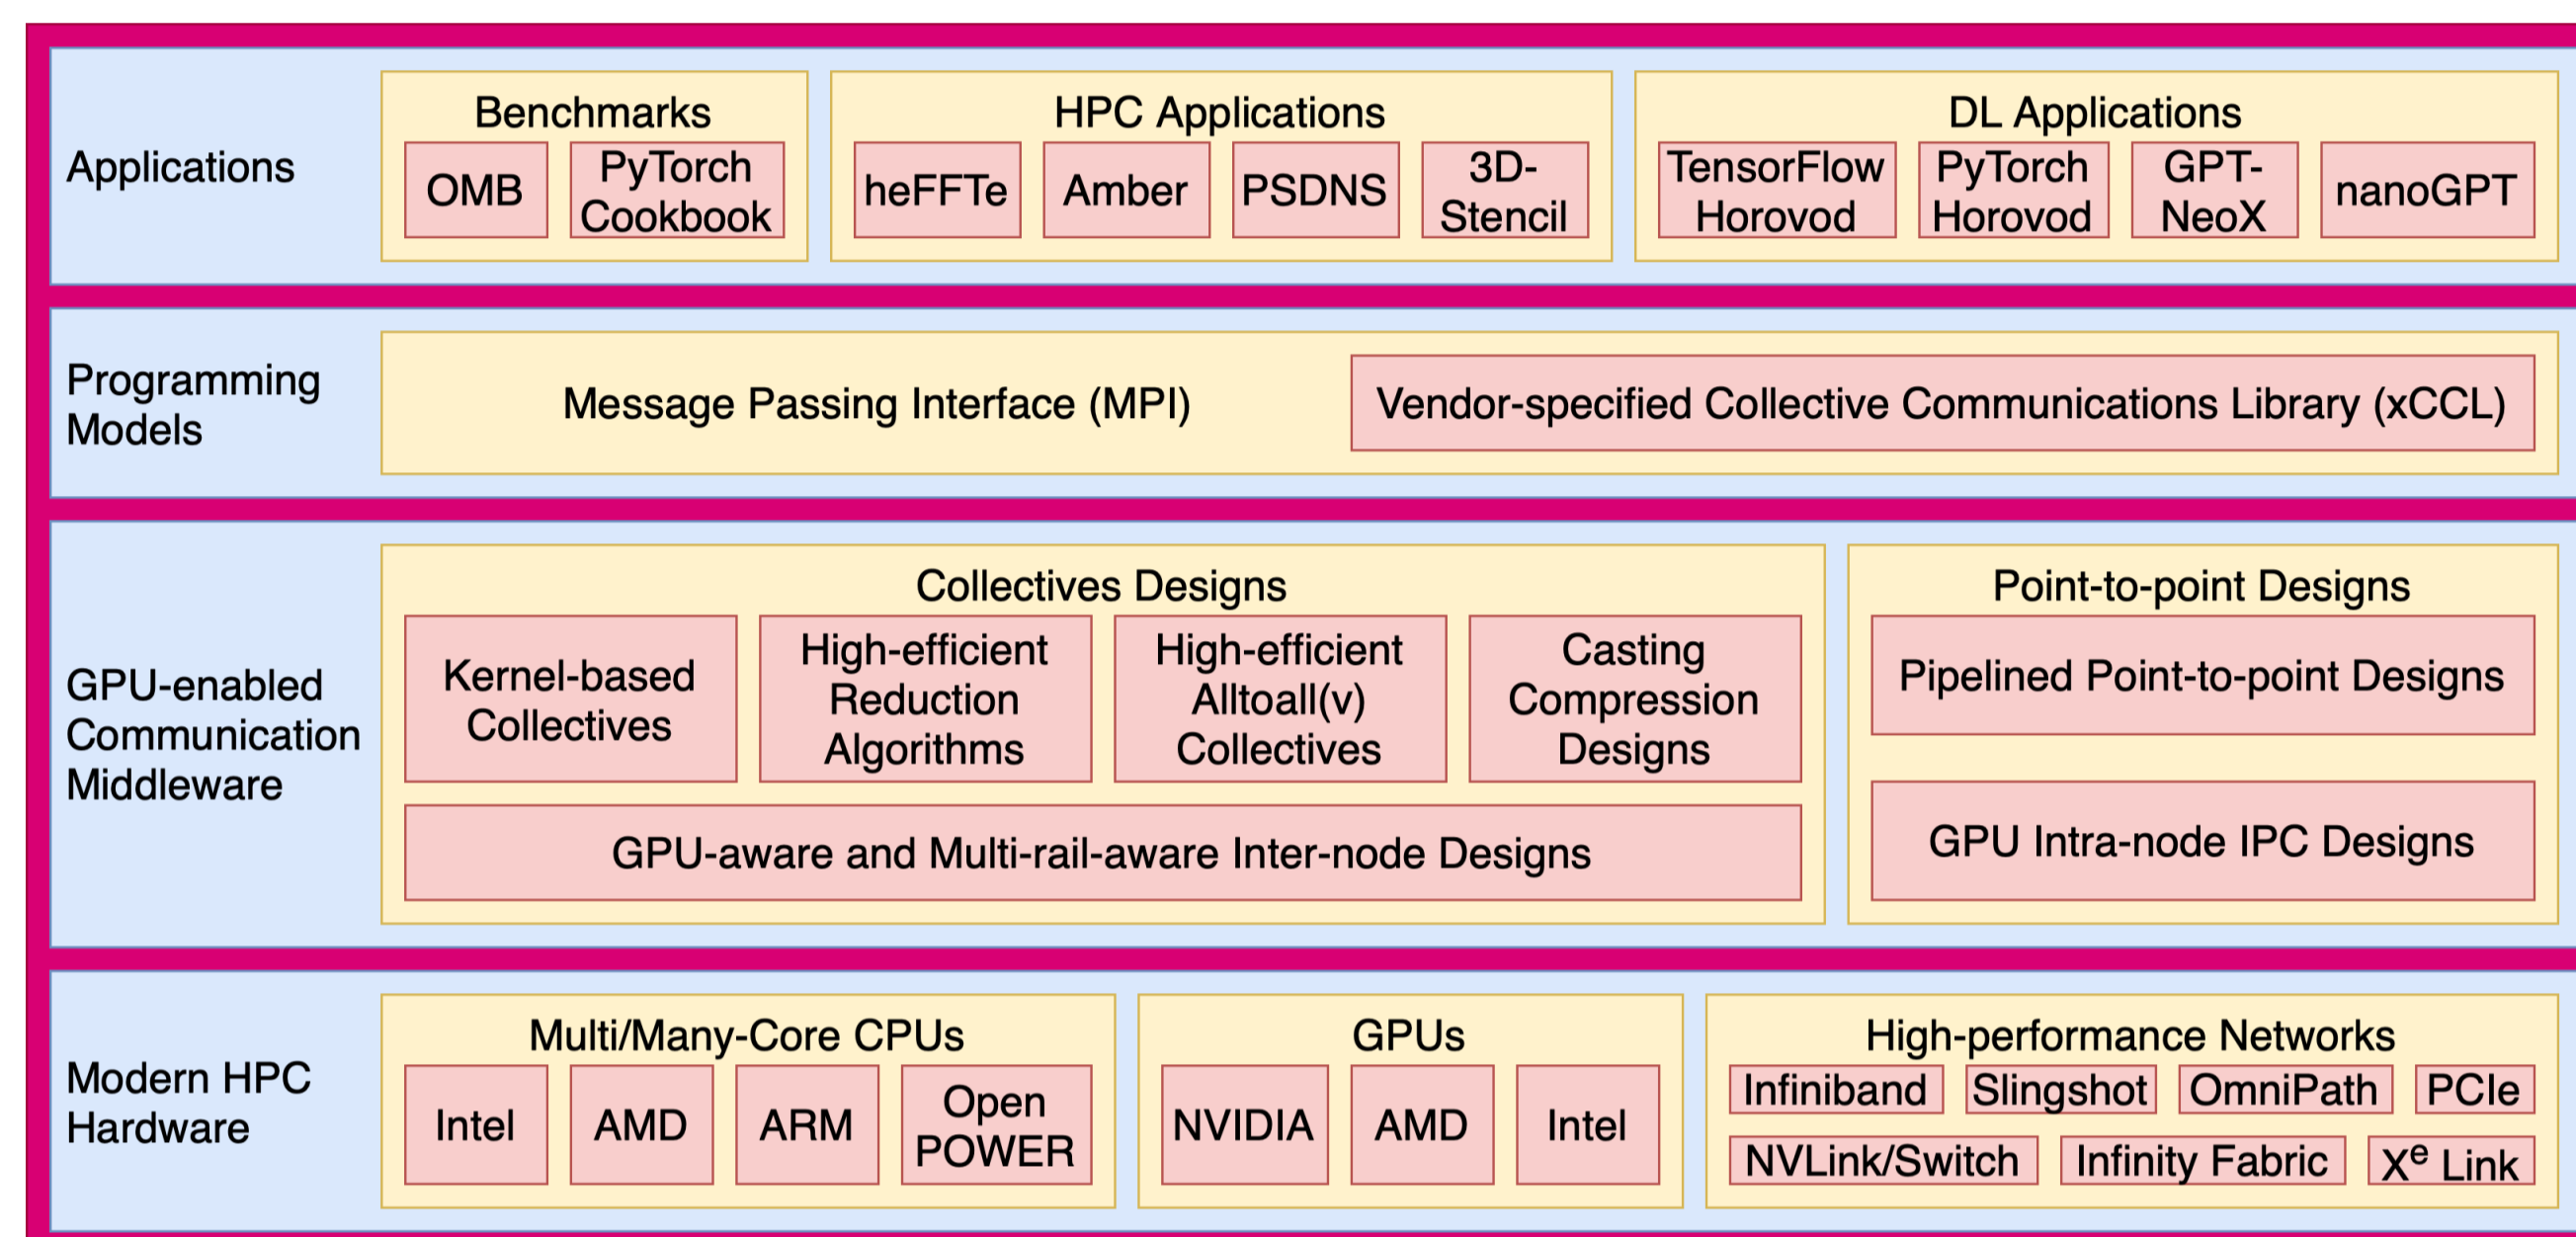 Applications
Benchmarks
OMB
PyTorch
Cookbook
HPC Applications
heFFTe
Amber
PSDNS
3D-
Stencil
DL Applications
TensorFlow
Horovod
PyTorch
Horovod
GPT-
NeoX
nanoGPT
Programming
Models
Message Passing Interface (MPI)
Vendor-specified Collective Communications Library (xCCL)
GPU-enabled
Communication
Middleware
Collectives Designs
Kernel-based
Collectives
High-efficient
Reduction
Algorithms
High-efficient
Alltoall(v)
Collectives
Casting
Compression
Designs
GPU-aware and Multi-rail-aware Inter-node Designs
Point-to-point Designs
Pipelined Point-to-point Designs
GPU Intra-node IPC Designs
Modern HPC
Hardware
Multi/Many-Core CPUs
Intel
AMD
ARM
Open
POWER
GPUs
NVIDIA
AMD
Intel
High-performance Networks
Infiniband
Slingshot
OmniPath
PCIe
NVLink/Switch
Infinity Fabric
Xᵉ Link